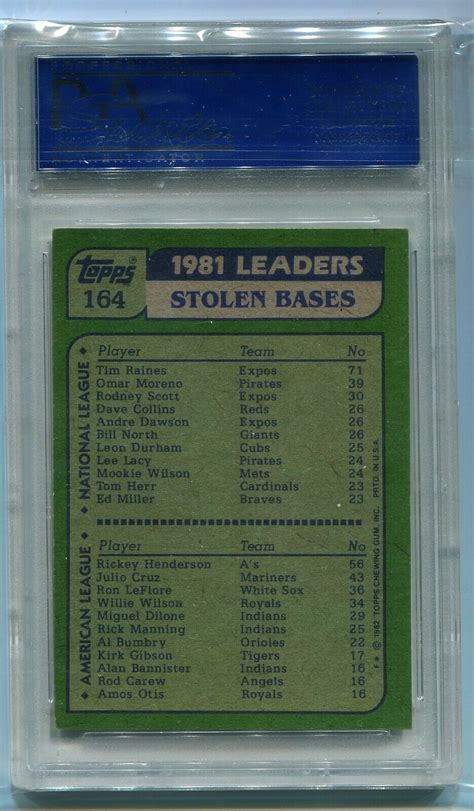 PROFESSIONAL
PSA
Security
AUTHENTICATOR
Topps
164
1981 LEADERS
STOLEN BASES
NATIONAL LEAGUE
Player Team No
Tim Raines Expos 71
Omar Moreno Pirates 39
Rodney Scott Expos 30
Dave Collins Reds 26
Andre Dawson Expos 26
Bill North Giants 26
Leon Durham Cubs 25
Lee Lacy Pirates 24
Mookie Wilson Mets 24
Tom Herr Cardinals 23
Ed Miller Braves 23
AMERICAN LEAGUE
Player Team No
Rickey Henderson A's 56
Julio Cruz Mariners 43
Ron LeFlore White Sox 36
Willie Wilson Royals 34
Miguel Dilone Indians 29
Rick Manning Indians 25
Al Bumbry Orioles 22
Kirk Gibson Tigers 17
Alan Bannister Indians 16
Rod Carew Angels 16
Amos Otis Royals 16
F * © 1982 TOPPS CHEWING GUM, INC. PRTD. IN U.S.A.